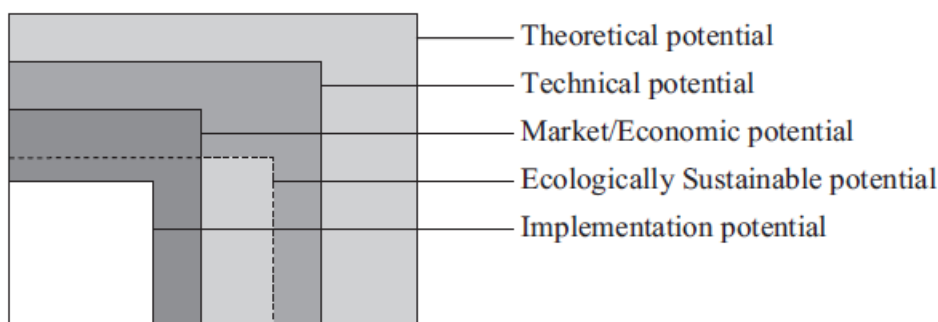 Theoretical potential
Technical potential
Market/Economic potential
Ecologically Sustainable potential
Implementation potential